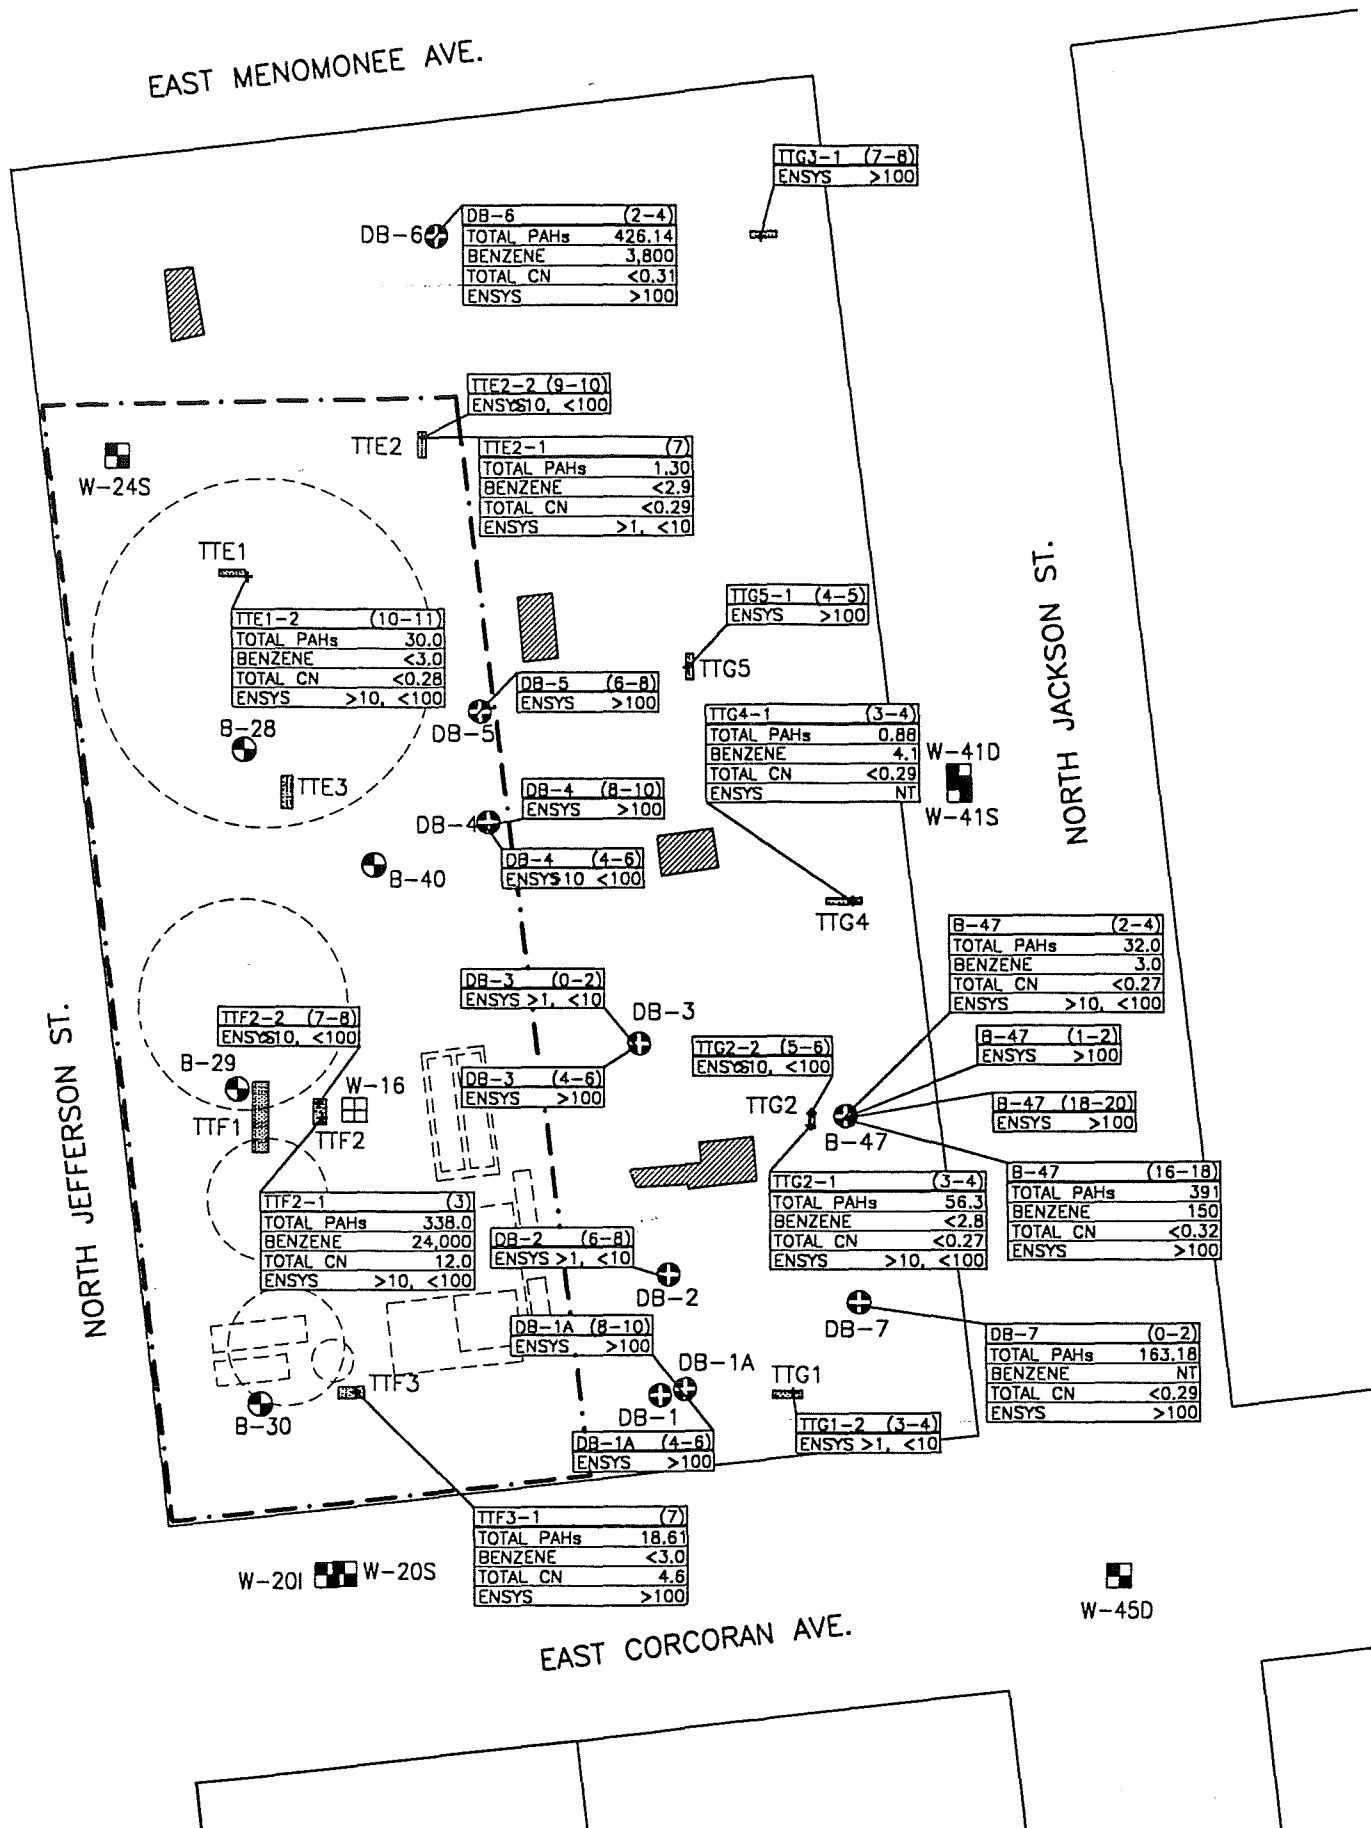 EAST MENOMONEE AVE.
TTG3-1 (7-8)
ENSYS >100
DB-6
DB-6 (2-4)
TOTAL PAHs 426.14
BENZENE 3,800
TOTAL CN <0.31
ENSYS >100
TTE2-2 (9-10)
ENSYS >10, <100
TTE2
TTE2-1 (7)
TOTAL PAHs 1.30
BENZENE <2.9
TOTAL CN <0.29
ENSYS >1, <10
W-24S
TTE1
TTE1-2 (10-11)
TOTAL PAHs 30.0
BENZENE <3.0
TOTAL CN <0.28
ENSYS >10, <100
TTG5-1 (4-5)
ENSYS >100
TTG5
DB-5 (6-8)
ENSYS >100
DB-5
B-28
TTE3
TTG4-1 (3-4)
TOTAL PAHs 0.88
BENZENE 4.1
TOTAL CN <0.29
ENSYS NT
W-41D
W-41S
NORTH JACKSON ST.
DB-4 (8-10)
ENSYS >100
DB-4
DB-4 (4-6)
ENSYS >10 <100
B-40
TTG4
B-47 (2-4)
TOTAL PAHs 32.0
BENZENE 3.0
TOTAL CN <0.27
ENSYS >10, <100
DB-3 (0-2)
ENSYS >1, <10
DB-3
DB-3 (4-6)
ENSYS >100
TTF2-2 (7-8)
ENSYS >10, <100
B-29
W-16
TTF1
TTF2
TTG2-2 (5-6)
ENSYS >10, <100
TTG2
B-47
B-47 (1-2)
ENSYS >100
B-47 (18-20)
ENSYS >100
B-47 (16-18)
TOTAL PAHs 391
BENZENE 150
TOTAL CN <0.32
ENSYS >100
NORTH JEFFERSON ST.
TTF2-1 (3)
TOTAL PAHs 338.0
BENZENE 24,000
TOTAL CN 12.0
ENSYS >10, <100
TTG2-1 (3-4)
TOTAL PAHs 56.3
BENZENE <2.8
TOTAL CN <0.27
ENSYS >10, <100
DB-2 (6-8)
ENSYS >1, <10
DB-2
DB-7
DB-7 (0-2)
TOTAL PAHs 163.18
BENZENE NT
TOTAL CN <0.29
ENSYS >100
DB-1A (8-10)
ENSYS >100
DB-1A
DB-1
TTG1
TTG1-2 (3-4)
ENSYS >1, <10
DB-1A (4-6)
ENSYS >100
TTF3
B-30
TTF3-1 (7)
TOTAL PAHs 18.61
BENZENE <3.0
TOTAL CN 4.6
ENSYS >100
W-20I
W-20S
W-45D
EAST CORCORAN AVE.